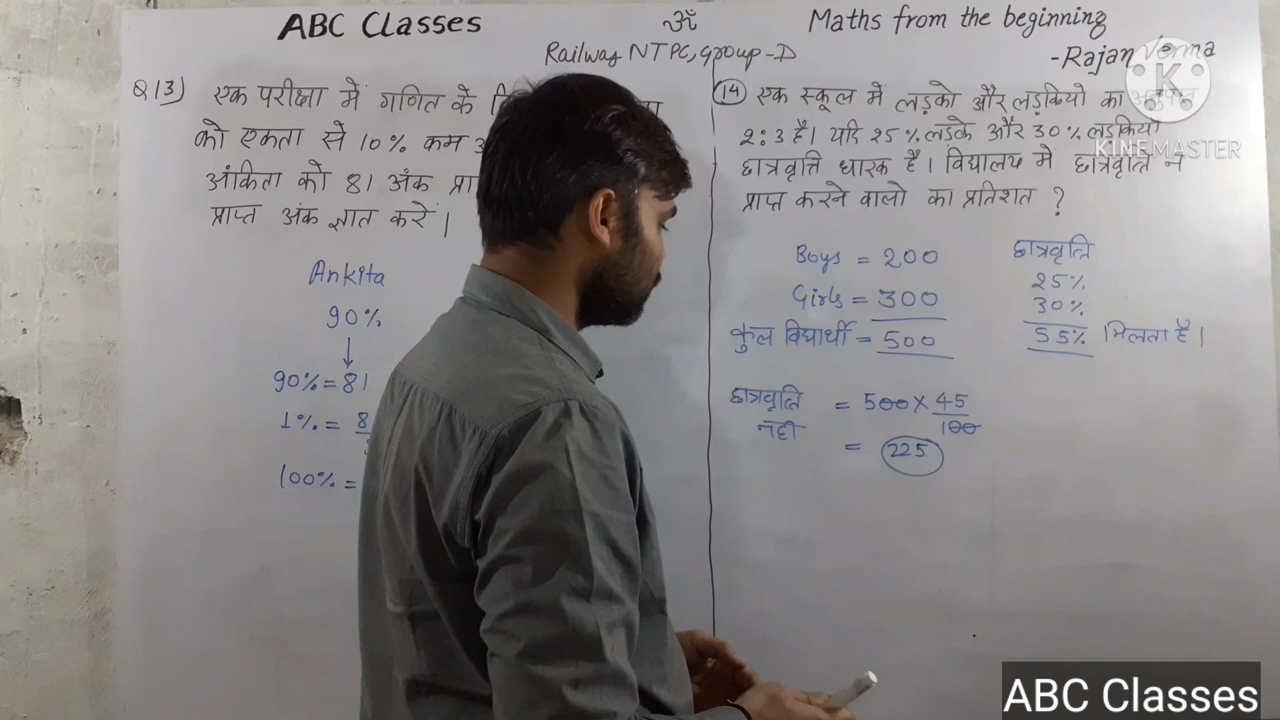 ABC Classes
ॐ
Maths from the beginning
Railway NTPC, Group-D
-Rajan Verma
K
KINEMASTER
Q13) एक परीक्षा में गणित के
को एकता से 10% कम
अंकिता को 81 अंक
प्राप्त अंक ज्ञात करें।
Ankita
90%
↓
90% = 81
1% = 8
100% =
14 एक स्कूल में लड़को और लड़कियो का
2:3 है। यदि 25% लड़के और 30% लड़कियां
छात्रवृत्ति धारक है। विद्यालय में छात्रवृत्ति न
प्राप्त करने वालो का प्रतिशत ?
Boys = 200
Girls = 300
कुल विद्यार्थी = 500
छात्रवृत्ति
25%
30%
55% मिलता है।
छात्रवृत्ति नही = 500 × 45/100
= 225
ABC Classes